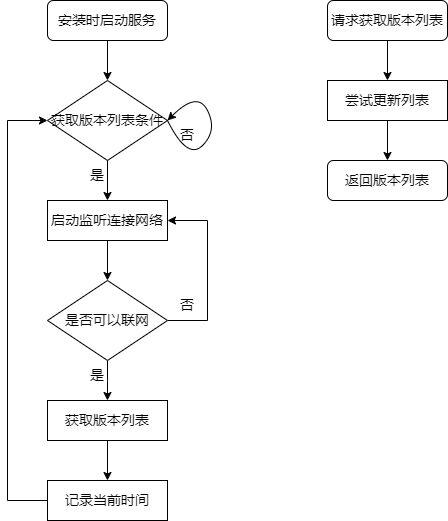 安装时启动服务
获取版本列表条件
否
是
启动监听连接网络
是否可以联网
否
是
获取版本列表
记录当前时间
请求获取版本列表
尝试更新列表
返回版本列表